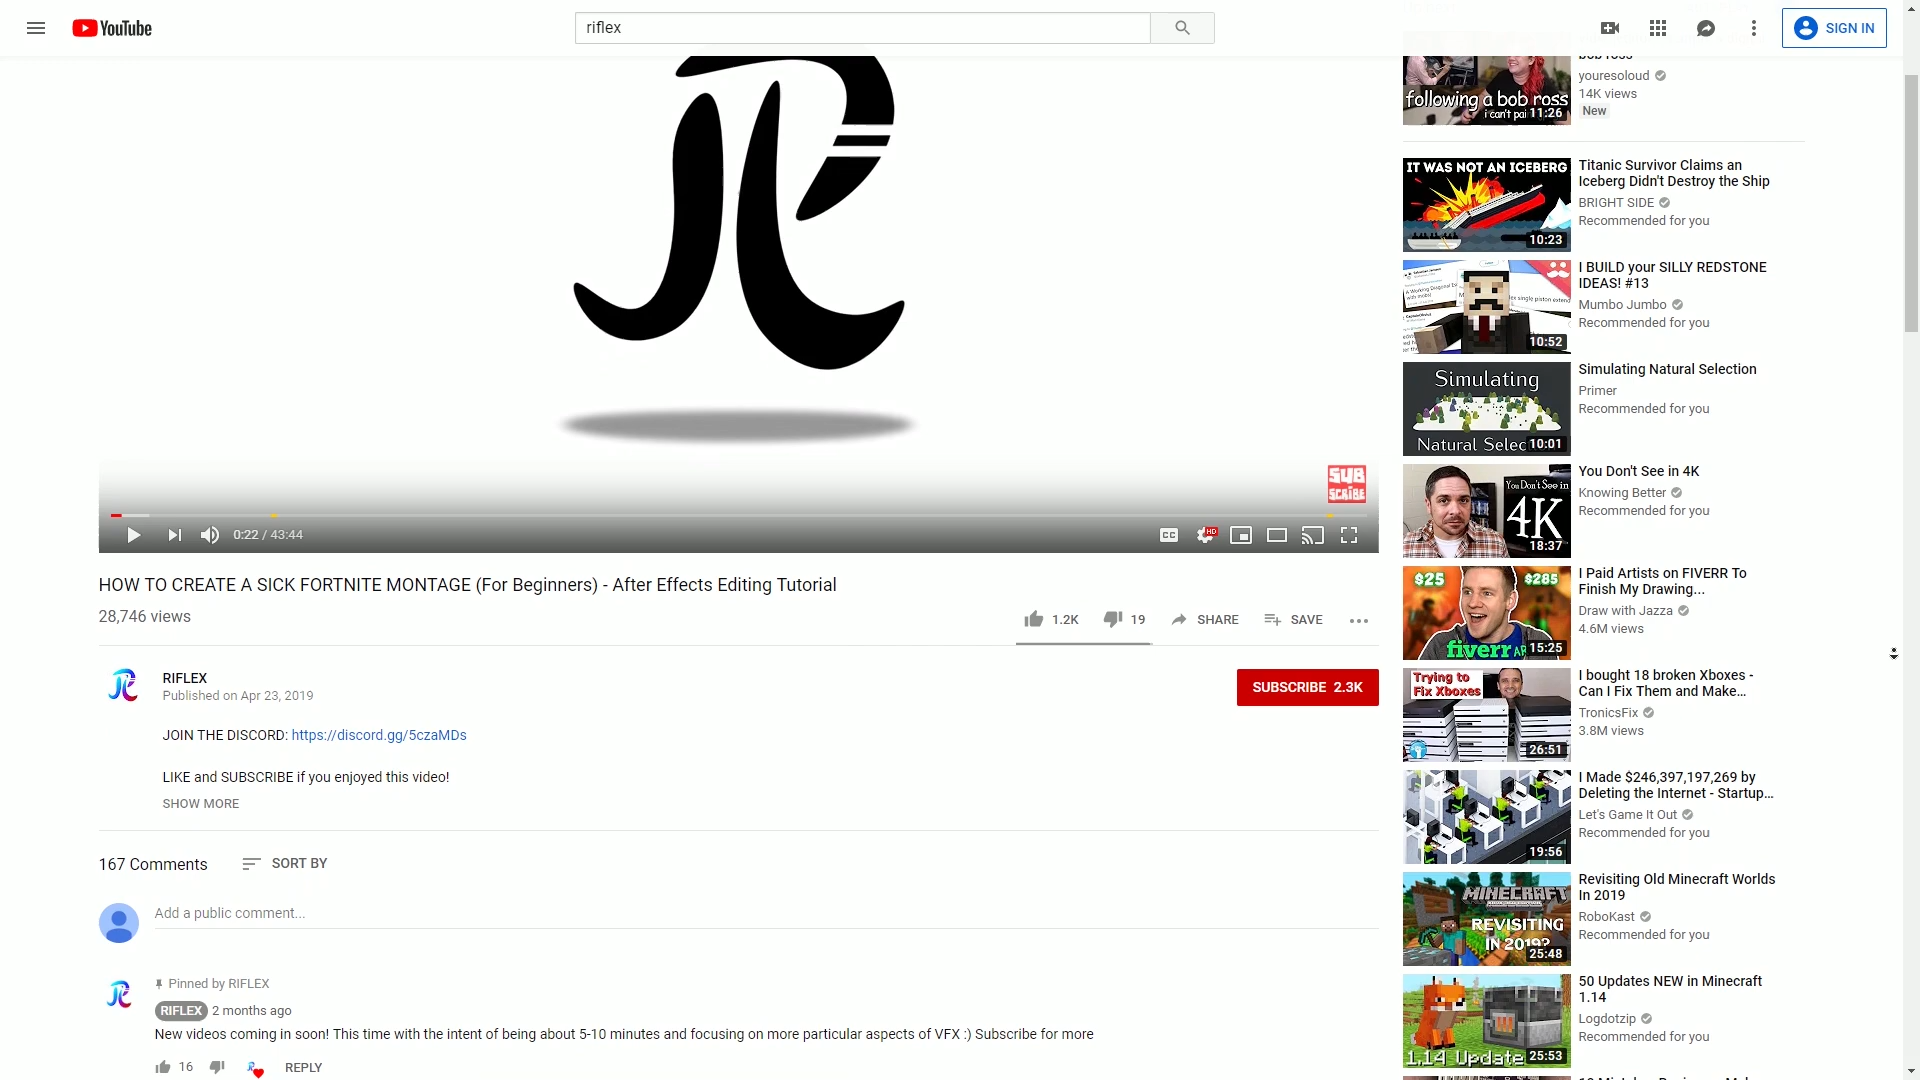 YouTube
riflex
SIGN IN
youresoloud
14K views
New
following a bob ross
11:26
IT WAS NOT AN ICEBERG
10:23
Titanic Survivor Claims an
Iceberg Didn't Destroy the Ship
BRIGHT SIDE
Recommended for you
10:52
I BUILD your SILLY REDSTONE
IDEAS! #13
Mumbo Jumbo
Recommended for you
Simulating
Natural Selec
10:01
Simulating Natural Selection
Primer
Recommended for you
You Don't See in
4K
18:37
You Don't See in 4K
Knowing Better
Recommended for you
SUB
SCRIBE
0:22 / 43:44
CC
HD
HOW TO CREATE A SICK FORTNITE MONTAGE (For Beginners) - After Effects Editing Tutorial
28,746 views
1.2K
19
SHARE
SAVE
$25
$285
fiverr
15:25
I Paid Artists on FIVERR To
Finish My Drawing...
Draw with Jazza
4.6M views
RIFLEX
Published on Apr 23, 2019
SUBSCRIBE 2.3K
JOIN THE DISCORD: https://discord.gg/5czaMDs
LIKE and SUBSCRIBE if you enjoyed this video!
SHOW MORE
Trying to
Fix Xboxes
26:51
I bought 18 broken Xboxes -
Can I Fix Them and Make...
TronicsFix
3.8M views
19:56
I Made $246,397,197,269 by
Deleting the Internet - Startup...
Let's Game It Out
Recommended for you
167 Comments
SORT BY
Add a public comment...
MINECRAFT
REVISITING
IN 2019?
25:48
Revisiting Old Minecraft Worlds
In 2019
RoboKast
Recommended for you
Pinned by RIFLEX
RIFLEX 2 months ago
New videos coming in soon! This time with the intent of being about 5-10 minutes and focusing on more particular aspects of VFX :) Subscribe for more
16
REPLY
1.14 Update
25:53
50 Updates NEW in Minecraft
1.14
Logdotzip
Recommended for you